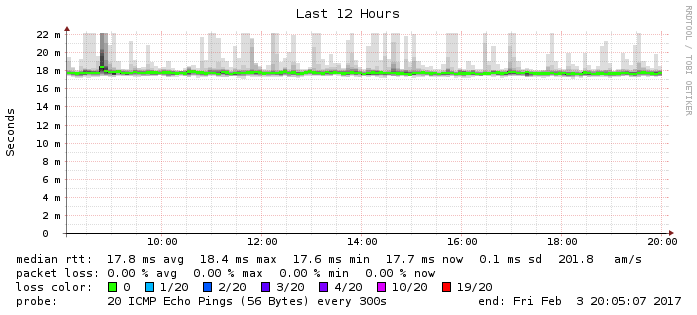 Last 12 Hours
RRDTOOL / TOBI OETIKER
Seconds
22 m
20 m
18 m
16 m
14 m
12 m
10 m
8 m
6 m
4 m
2 m
0
10:00 12:00 14:00 16:00 18:00 20:00
median rtt: 17.8 ms avg 18.4 ms max 17.6 ms min 17.7 ms now 0.1 ms sd 201.8 am/s
packet loss: 0.00 % avg 0.00 % max 0.00 % min 0.00 % now
loss color: 0 1/20 2/20 3/20 4/20 10/20 19/20
probe: 20 ICMP Echo Pings (56 Bytes) every 300s end: Fri Feb 3 20:05:07 2017